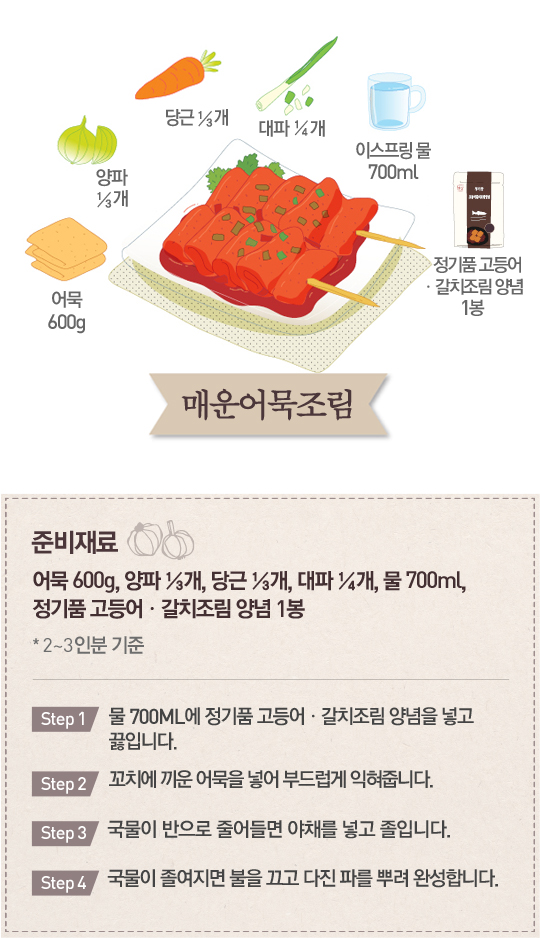 당근 ⅓개
대파 ¼개
이스프링 물
700ml
양파
⅓개
정기품 고등어
· 갈치조림 양념
1봉
어묵
600g
매운어묵조림
준비재료
어묵 600g, 양파 ⅓개, 당근 ⅓개, 대파 ¼개, 물 700ml,
정기품 고등어 · 갈치조림 양념 1봉
* 2~3인분 기준
Step 1
물 700ML에 정기품 고등어 · 갈치조림 양념을 넣고
끓입니다.
Step 2
꼬치에 끼운 어묵을 넣어 부드럽게 익혀줍니다.
Step 3
국물이 반으로 줄어들면 야채를 넣고 졸입니다.
Step 4
국물이 졸여지면 불을 끄고 다진 파를 뿌려 완성합니다.